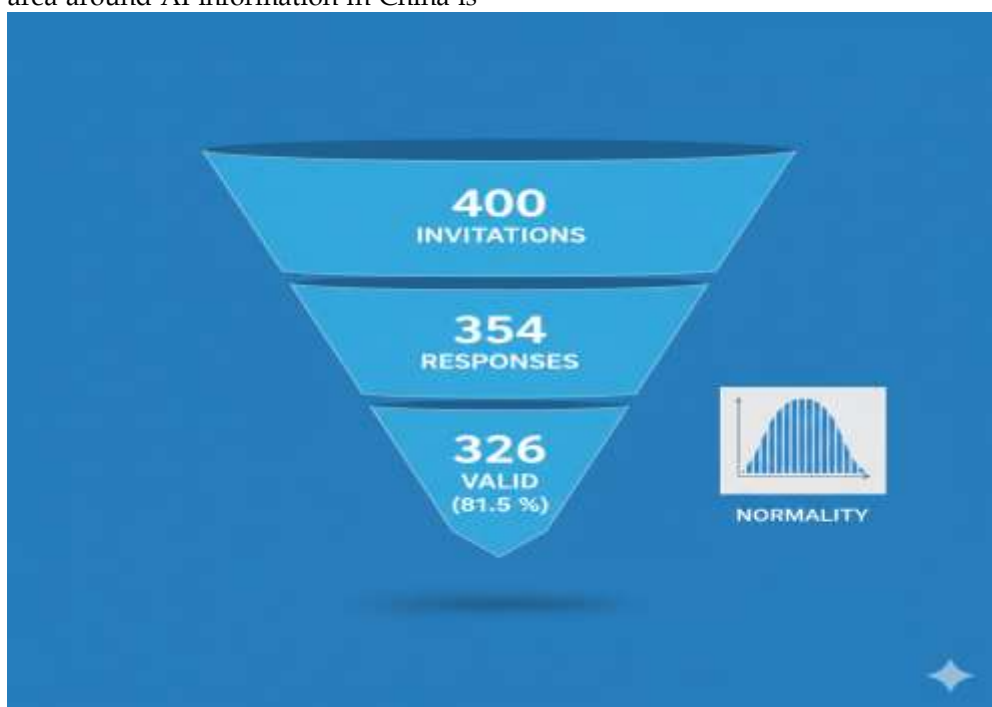 area around AI information in China is
400
INVITATIONS
354
RESPONSES
326
VALID
(81.5 %)
NORMALITY